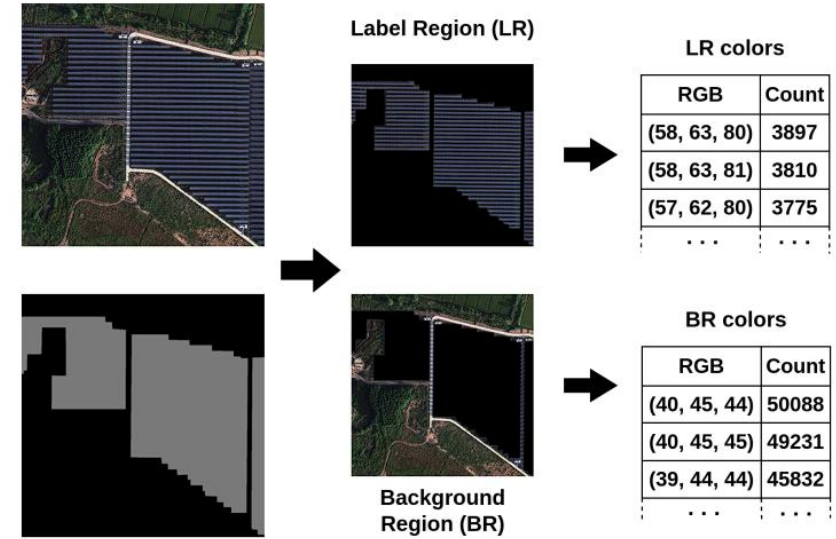 Label Region (LR)
LR colors
RGB Count
(58, 63, 80) 3897
(58, 63, 81) 3810
(57, 62, 80) 3775
. . . . . .
BR colors
RGB Count
(40, 45, 44) 50088
(40, 45, 45) 49231
(39, 44, 44) 45832
. . . . . .
Background
Region (BR)